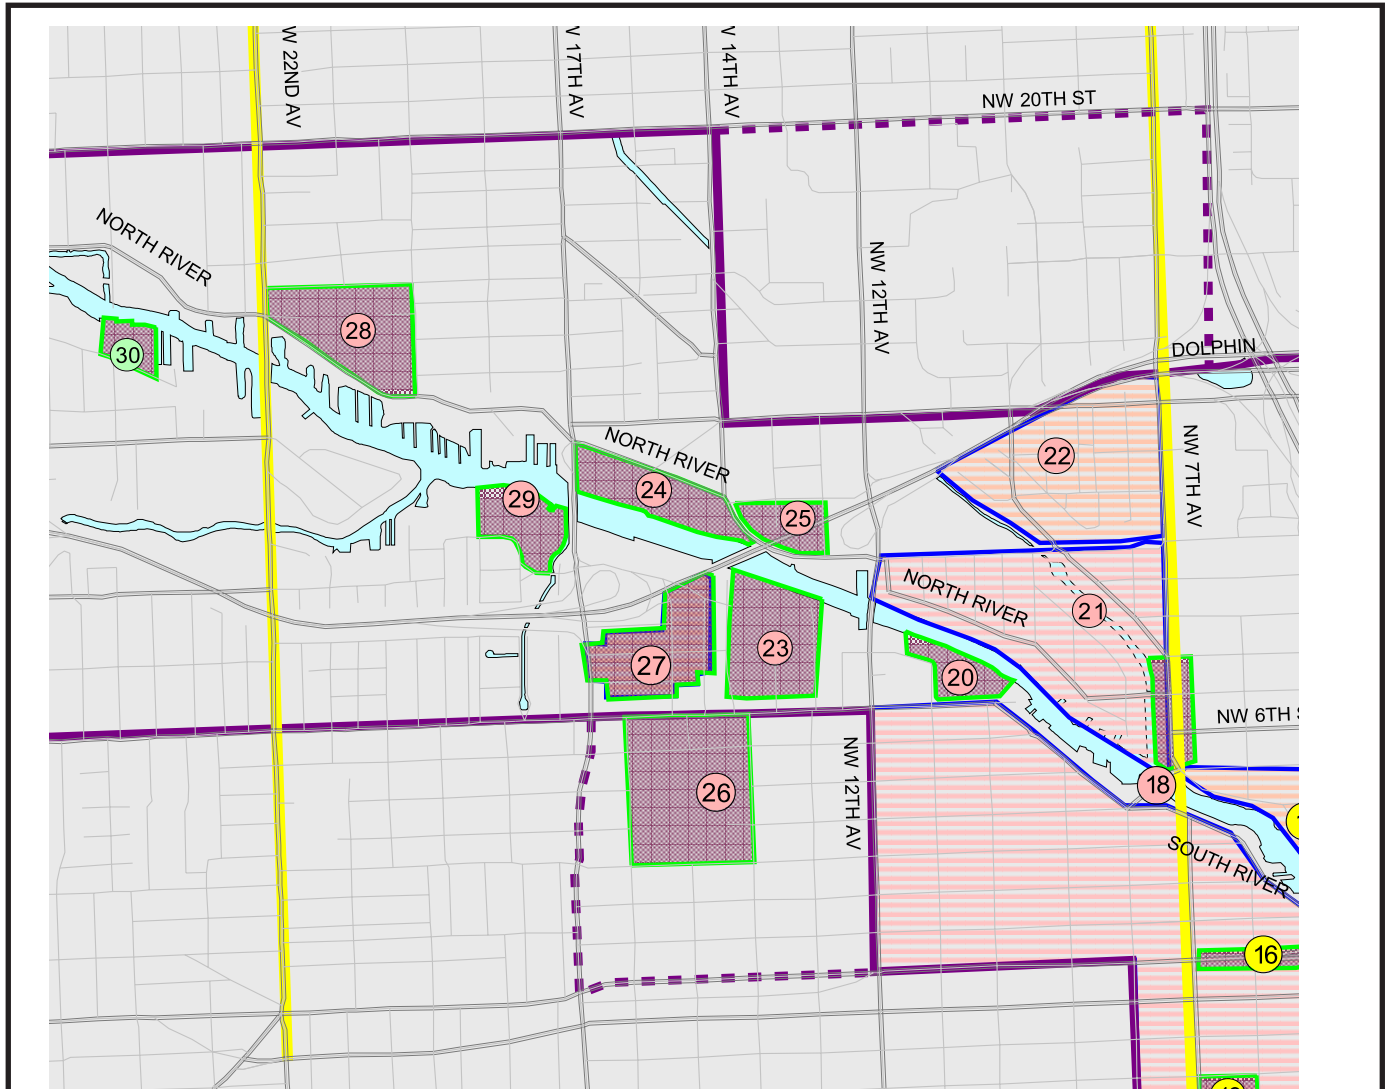 W 22ND AV
V 17TH AV
W 14TH AV
NW 20TH ST
NORTH RIVER
NW 12TH AV
28
30
DOLPHIN
NORTH RIVER
22
NW 7TH AV
24
29
25
NORTH RIVER
21
23
27
20
NW 6TH S
NW 12TH AV
26
18
SOUTH RIVER
16